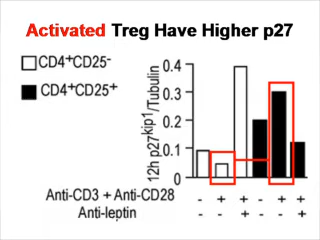 Activated Treg Have Higher p27
CD4+CD25-
CD4+CD25+
12h p27kip1/Tubulin
0.4
0.3
0.2
0.1
0
Anti-CD3 + Anti-CD28 - + + - + +
Anti-leptin - - + - - +